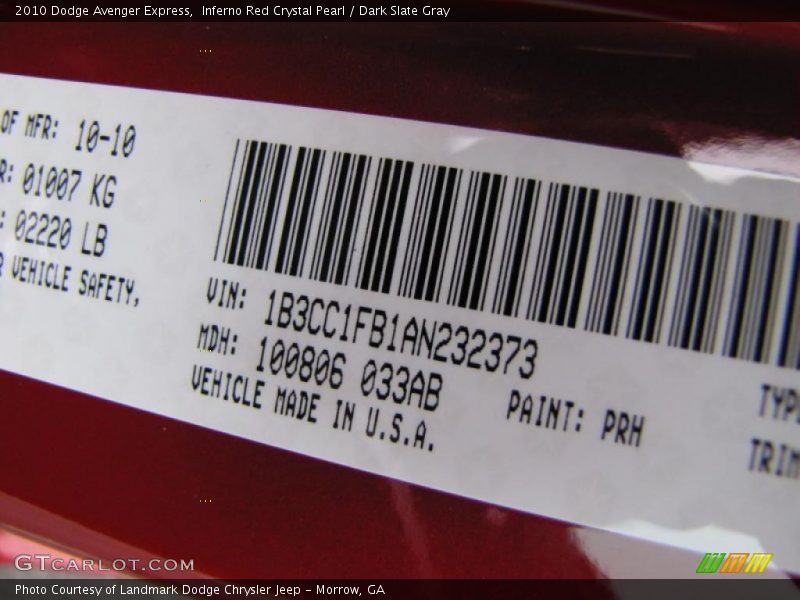 2010 Dodge Avenger Express,  Inferno Red Crystal Pearl / Dark Slate Gray
OF MFR: 10-10
R: 01007 KG
: 02220 LB
VEHICLE SAFETY,
VIN: 1B3CC1FB1AN232373
MDH: 100806 033AB
PAINT: PRH
VEHICLE MADE IN U.S.A.
TYPE
TRIM
GTCARLOT.COM
Photo Courtesy of Landmark Dodge Chrysler Jeep - Morrow, GA